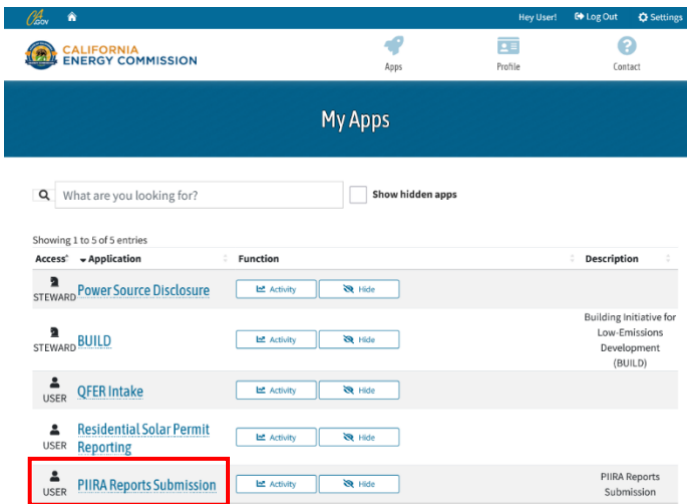 CA.GOV Hey User! Log Out Settings
CALIFORNIA
ENERGY COMMISSION
Apps Profile Contact
My Apps
What are you looking for? Show hidden apps
Showing 1 to 5 of 5 entries
Access Application Function Description
STEWARD Power Source Disclosure Activity Hide
STEWARD BUILD Activity Hide Building Initiative for
Low-Emissions
Development
(BUILD)
USER QFER Intake Activity Hide
USER Residential Solar Permit
Reporting Activity Hide
USER PIIRA Reports Submission Activity Hide PIIRA Reports
Submission